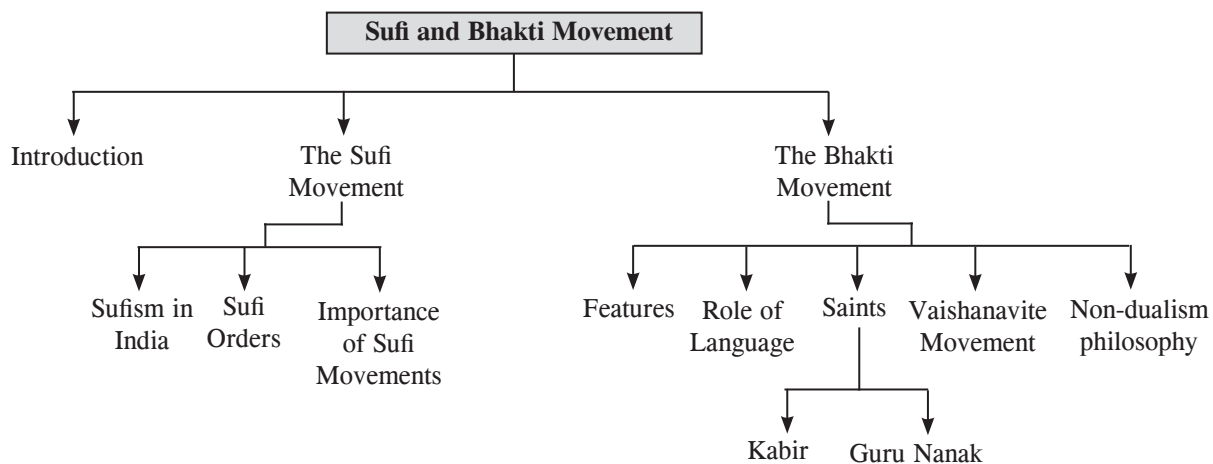 Sufi and Bhakti Movement
Introduction
The Sufi
Movement
The Bhakti
Movement
Sufism in
India
Sufi
Orders
Importance
of Sufi
Movements
Features
Role of
Language
Saints
Vaishanavite
Movement
Non-dualism
philosophy
Kabir
Guru Nanak